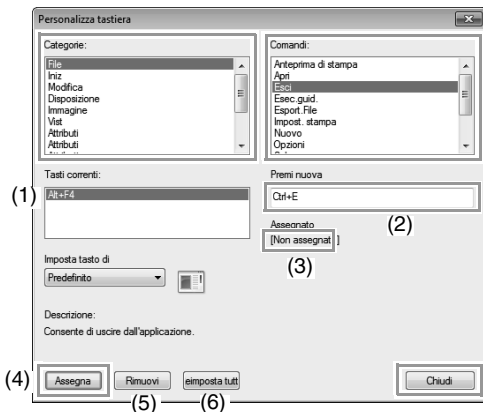 Personalizza tastiera
Categorie:
File
Iniz
Modifica
Disposizione
Immagine
Vist
Attributi
Attributi
Comandi:
Anteprima di stampa
Apri
Esci
Esec.guid.
Esport.File
Impost. stampa
Nuovo
Opzioni
Tasti correnti:
(1)
Alt+F4
Premi nuova
Ctrl+E
(2)
Assegnato
[Non assegnat ]
(3)
Imposta tasto di
Predefinito
Descrizione:
Consente di uscire dall'applicazione.
(4)
Assegna
Rimuovi
eimposta tutt
Chiudi
(5)
(6)